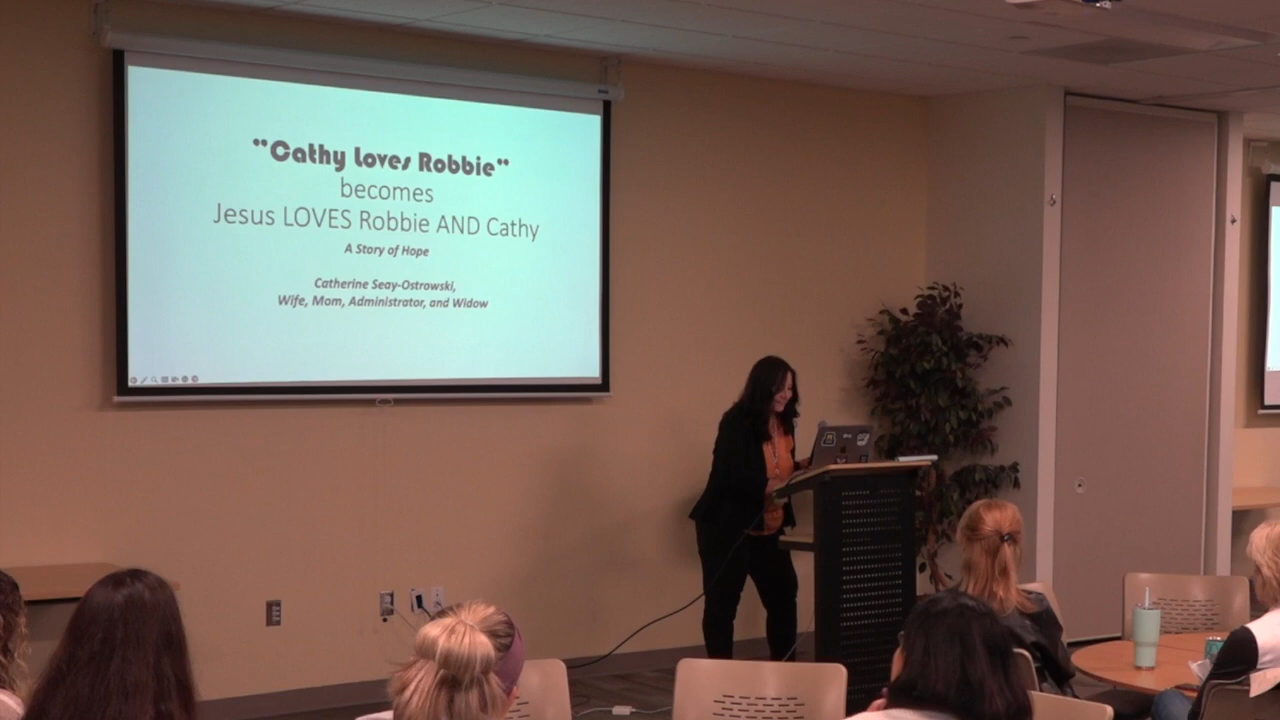 "Cathy Loves Robbie"
becomes
Jesus LOVES Robbie AND Cathy
A Story of Hope
Catherine Seay-Ostrowski,
Wife, Mom, Administrator, and Widow